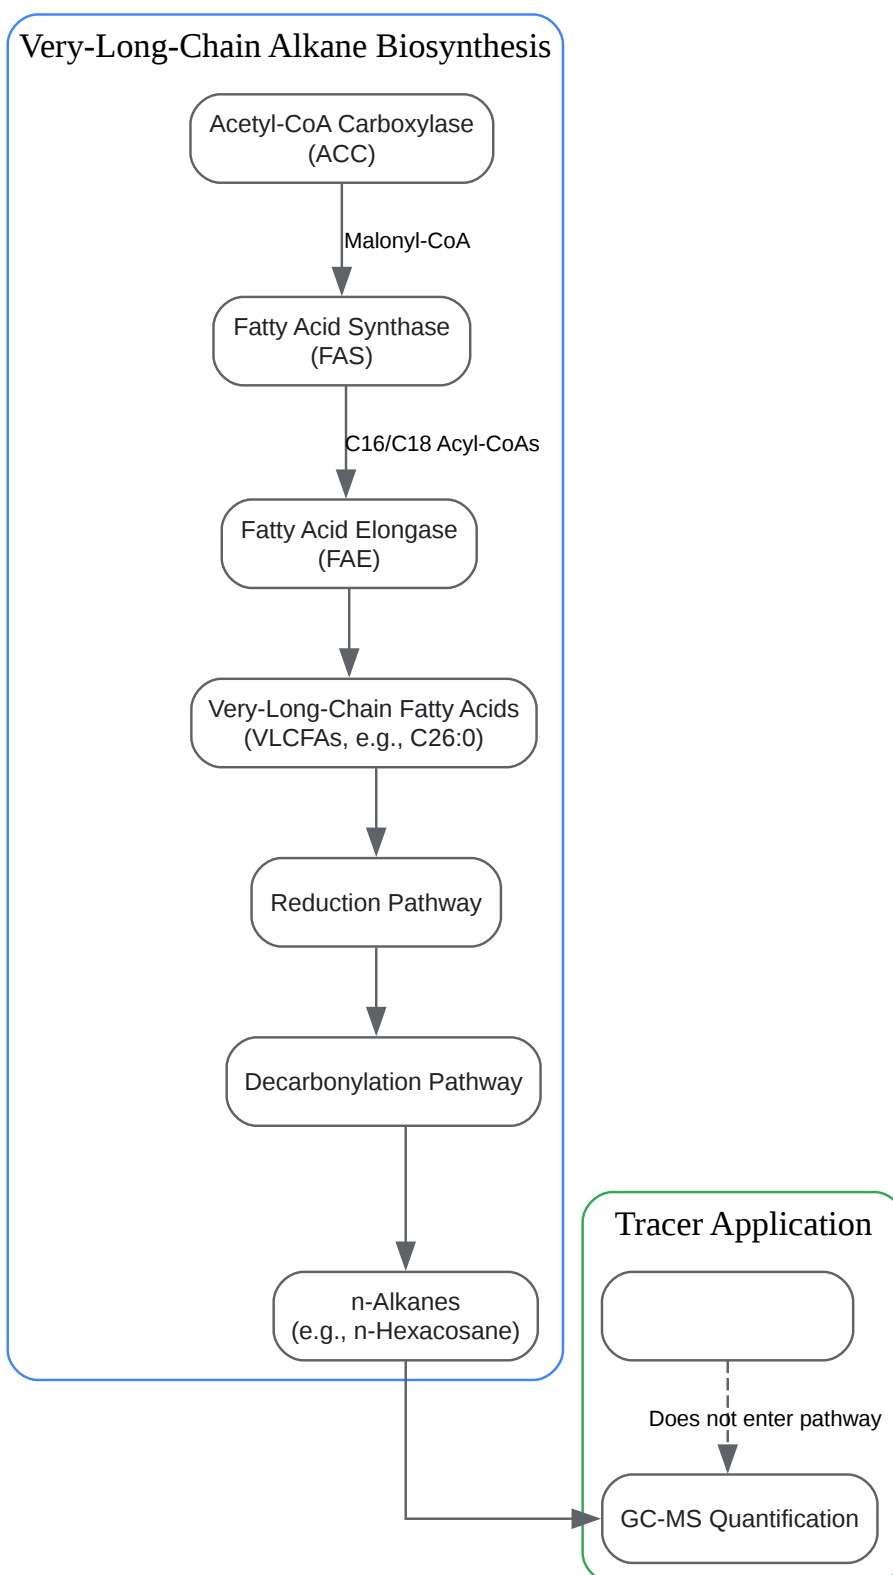 Very-Long-Chain Alkane Biosynthesis
Acetyl-CoA Carboxylase
(ACC)
Malonyl-CoA
Fatty Acid Synthase
(FAS)
C16/C18 Acyl-CoAs
Fatty Acid Elongase
(FAE)
Very-Long-Chain Fatty Acids
(VLCFAs, e.g., C26:0)
Reduction Pathway
Decarbonylation Pathway
n-Alkanes
(e.g., n-Hexacosane)
Tracer Application
Does not enter pathway
GC-MS Quantification